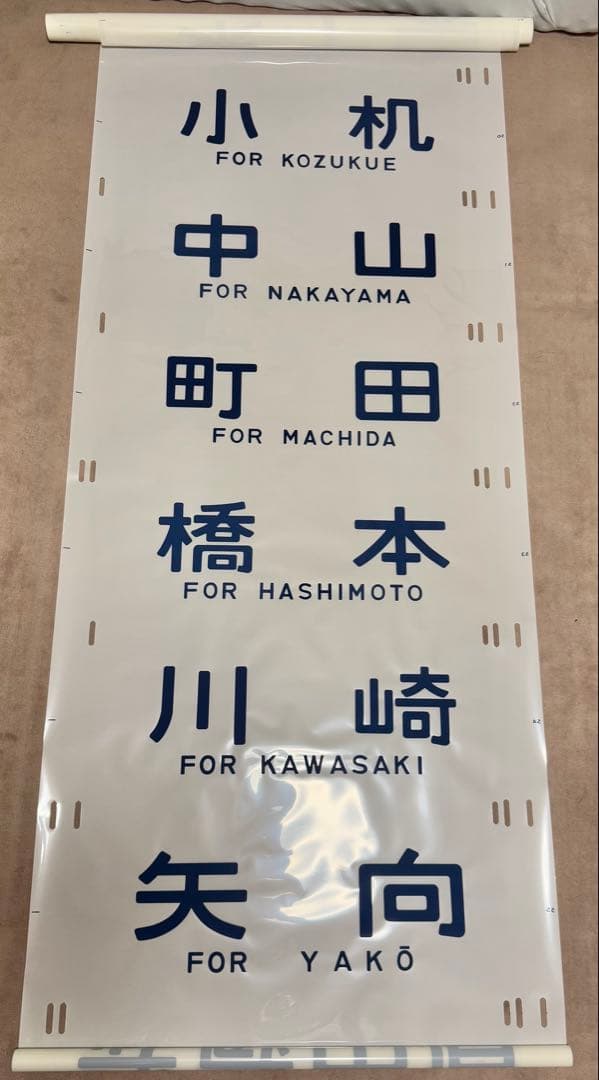 小 机
FOR KOZUKUE
中 山
FOR NAKAYAMA
町 田
FOR MACHIDA
橋 本
FOR HASHIMOTO
川 崎
FOR KAWASAKI
矢 向
FOR YAKŌ